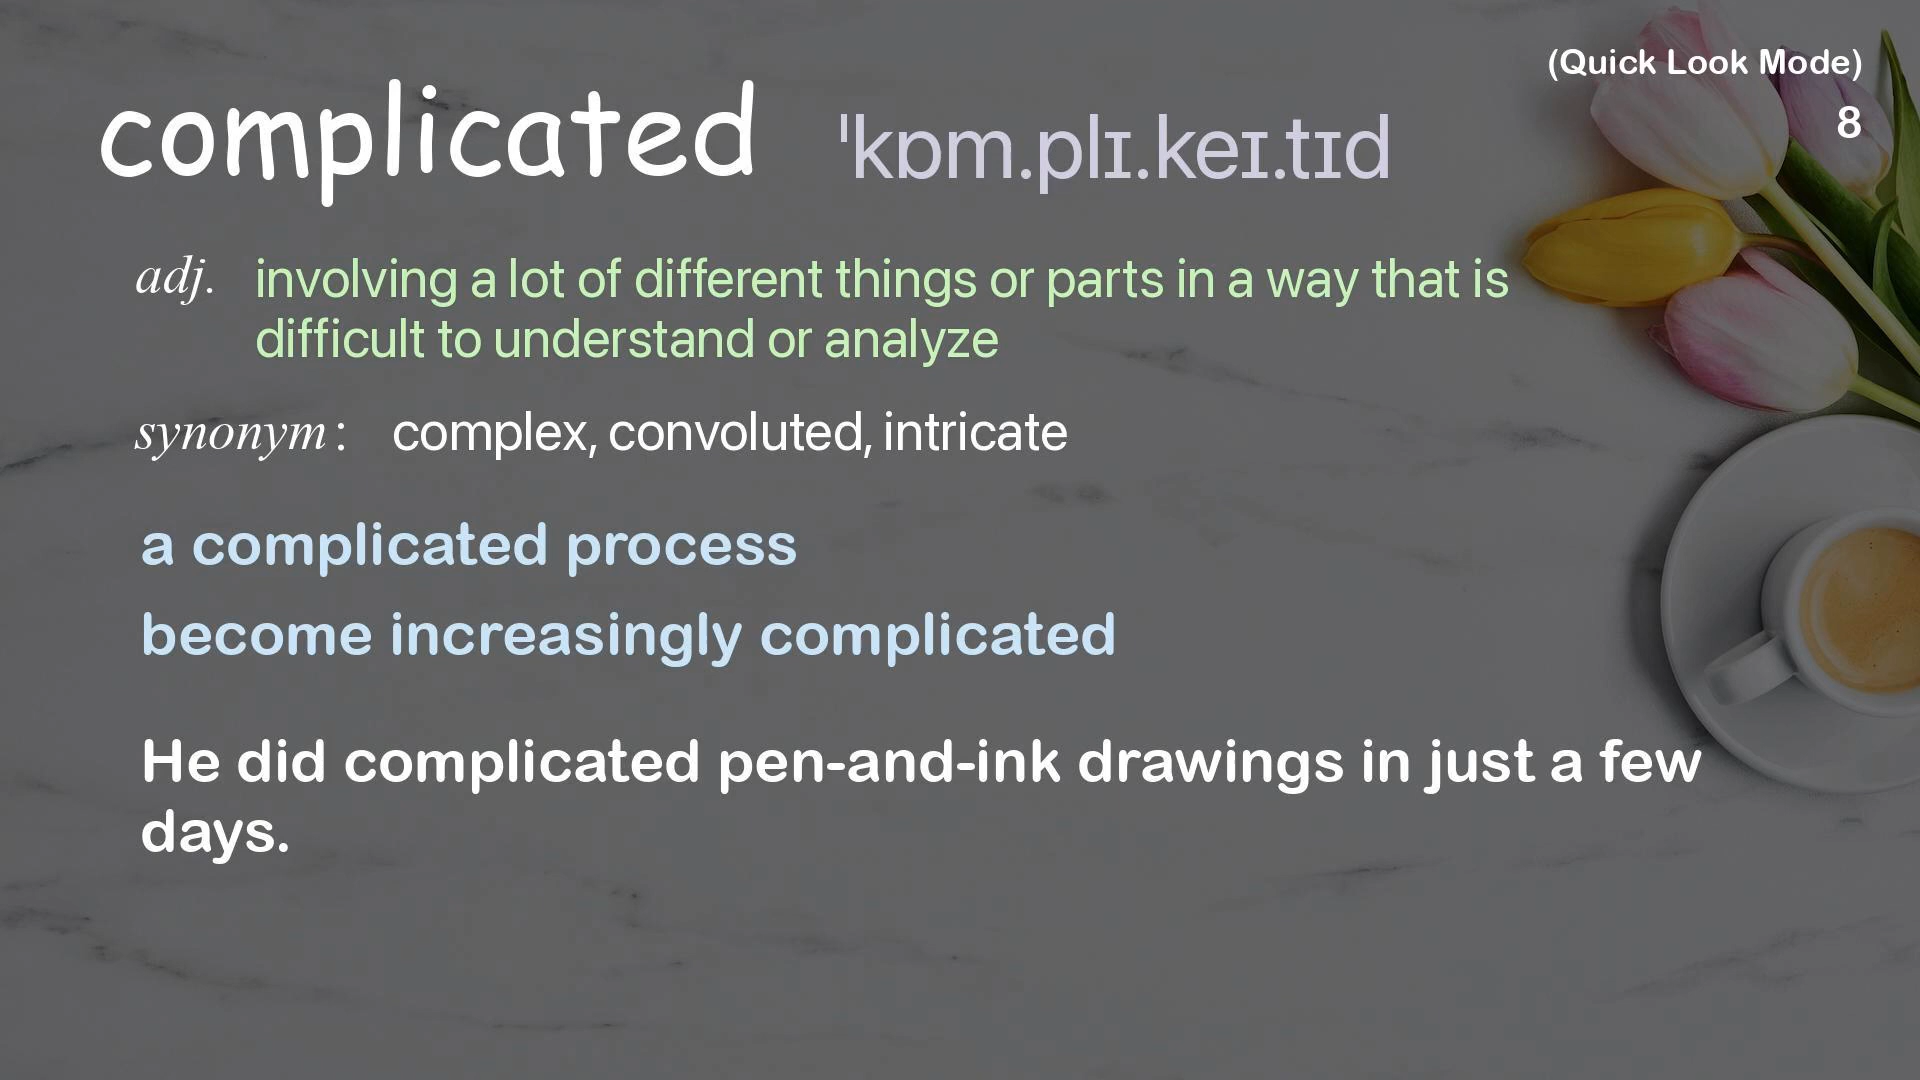 (Quick Look Mode)
8
complicated ˈkɒm.plɪ.keɪ.tɪd
adj. involving a lot of different things or parts in a way that is
difficult to understand or analyze
synonym: complex, convoluted, intricate
a complicated process
become increasingly complicated
He did complicated pen-and-ink drawings in just a few
days.